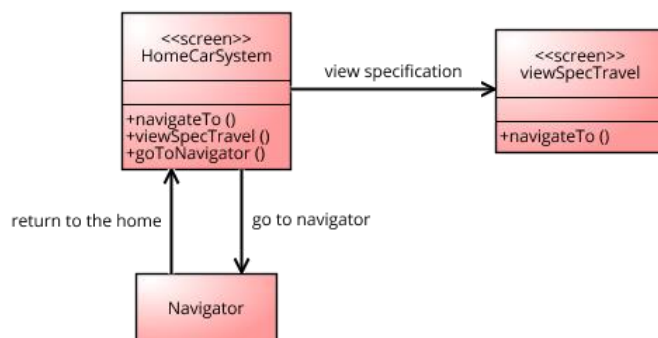 <<screen>>
HomeCarSystem
+navigateTo ()
+viewSpecTravel ()
+goToNavigator ()
view specification
<<screen>>
viewSpecTravel
+navigateTo ()
return to the home
go to navigator
Navigator